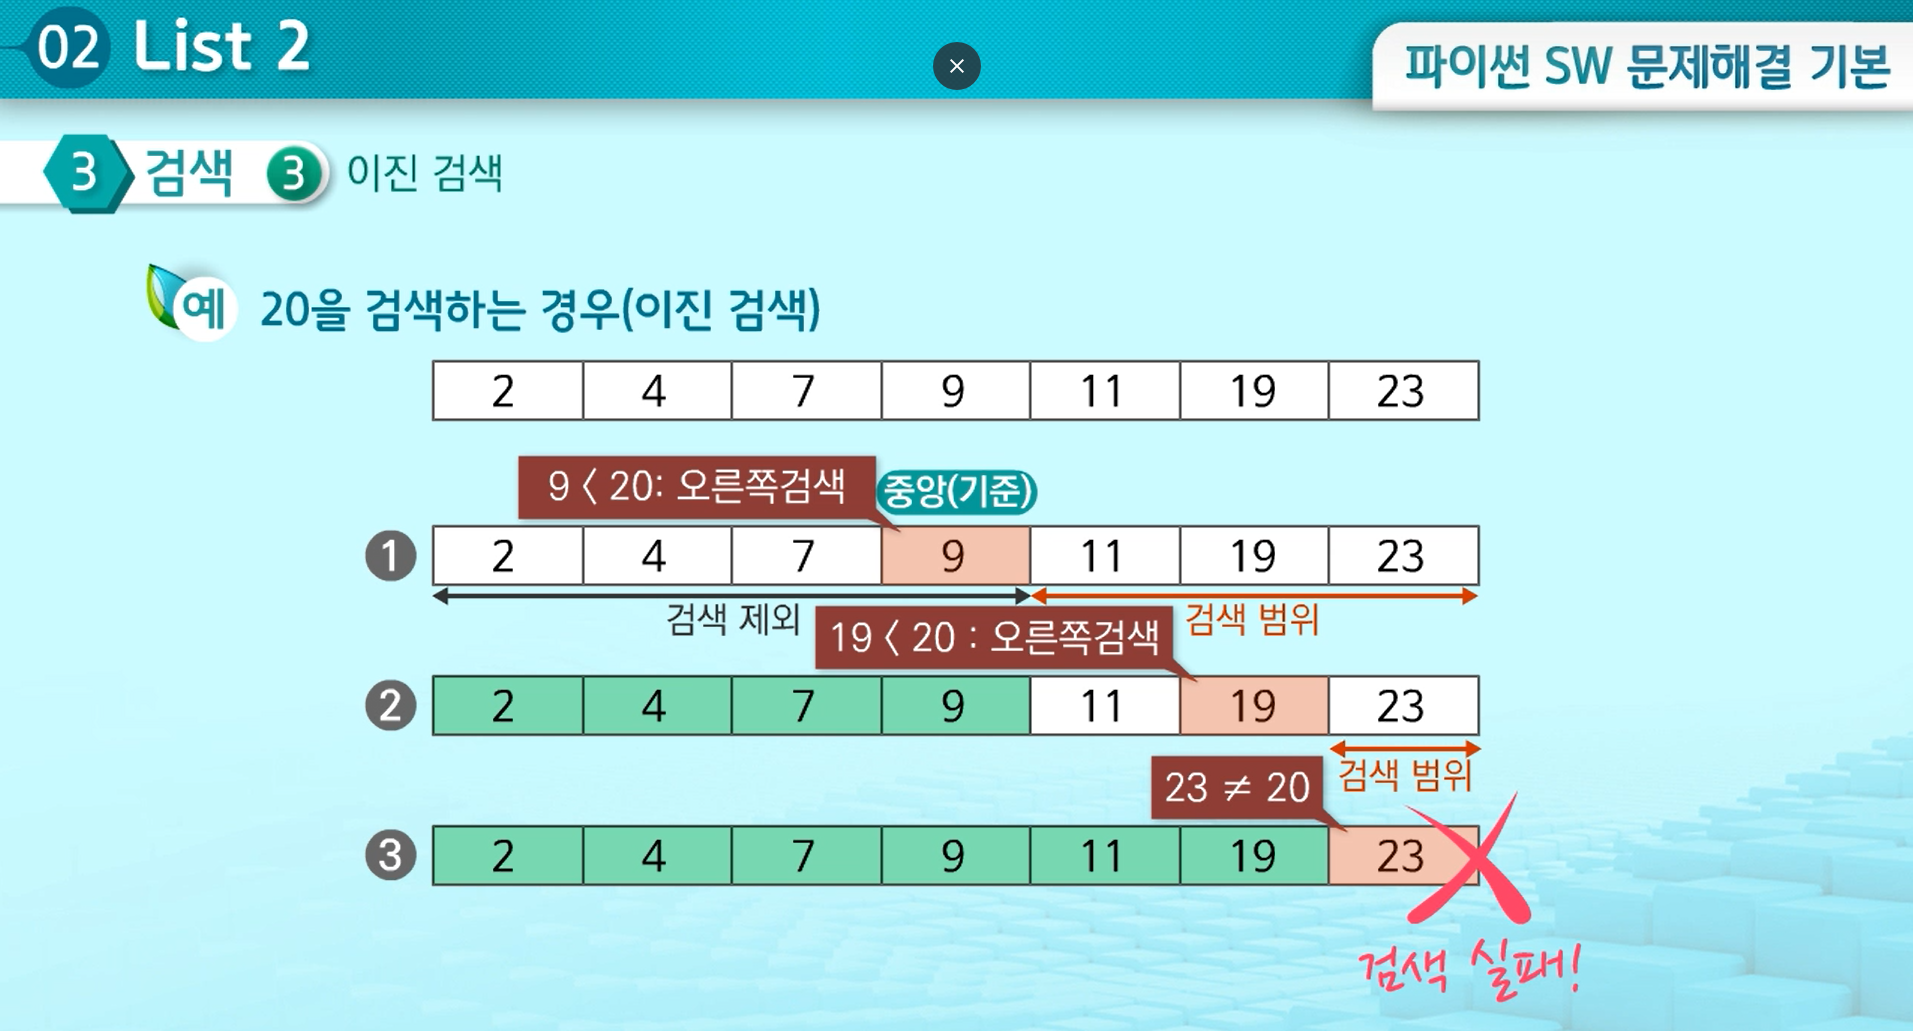 02 List 2
파이썬 SW 문제해결 기본
3 검색 3 이진 검색
예 20을 검색하는 경우(이진 검색)
2 4 7 9 11 19 23
9 < 20: 오른쪽검색 중앙(기준)
1 2 4 7 9 11 19 23
검색 제외 검색 범위
19 < 20 : 오른쪽검색
2 2 4 7 9 11 19 23
검색 범위
23 ≠ 20
3 2 4 7 9 11 19 23
검색 실패!